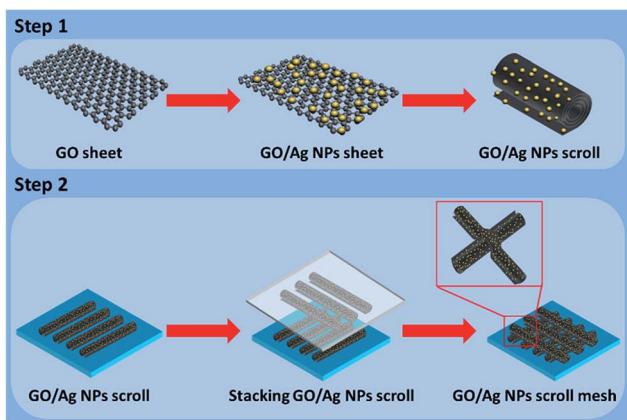 Step 1
GO sheet
GO/Ag NPs sheet
GO/Ag NPs scroll
Step 2
GO/Ag NPs scroll
Stacking GO/Ag NPs scroll
GO/Ag NPs scroll mesh